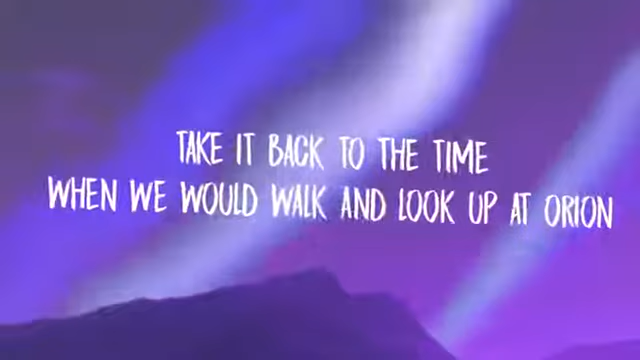 TAKE IT BACK TO THE TIME
WHEN WE WOULD WALK AND LOOK UP AT ORION